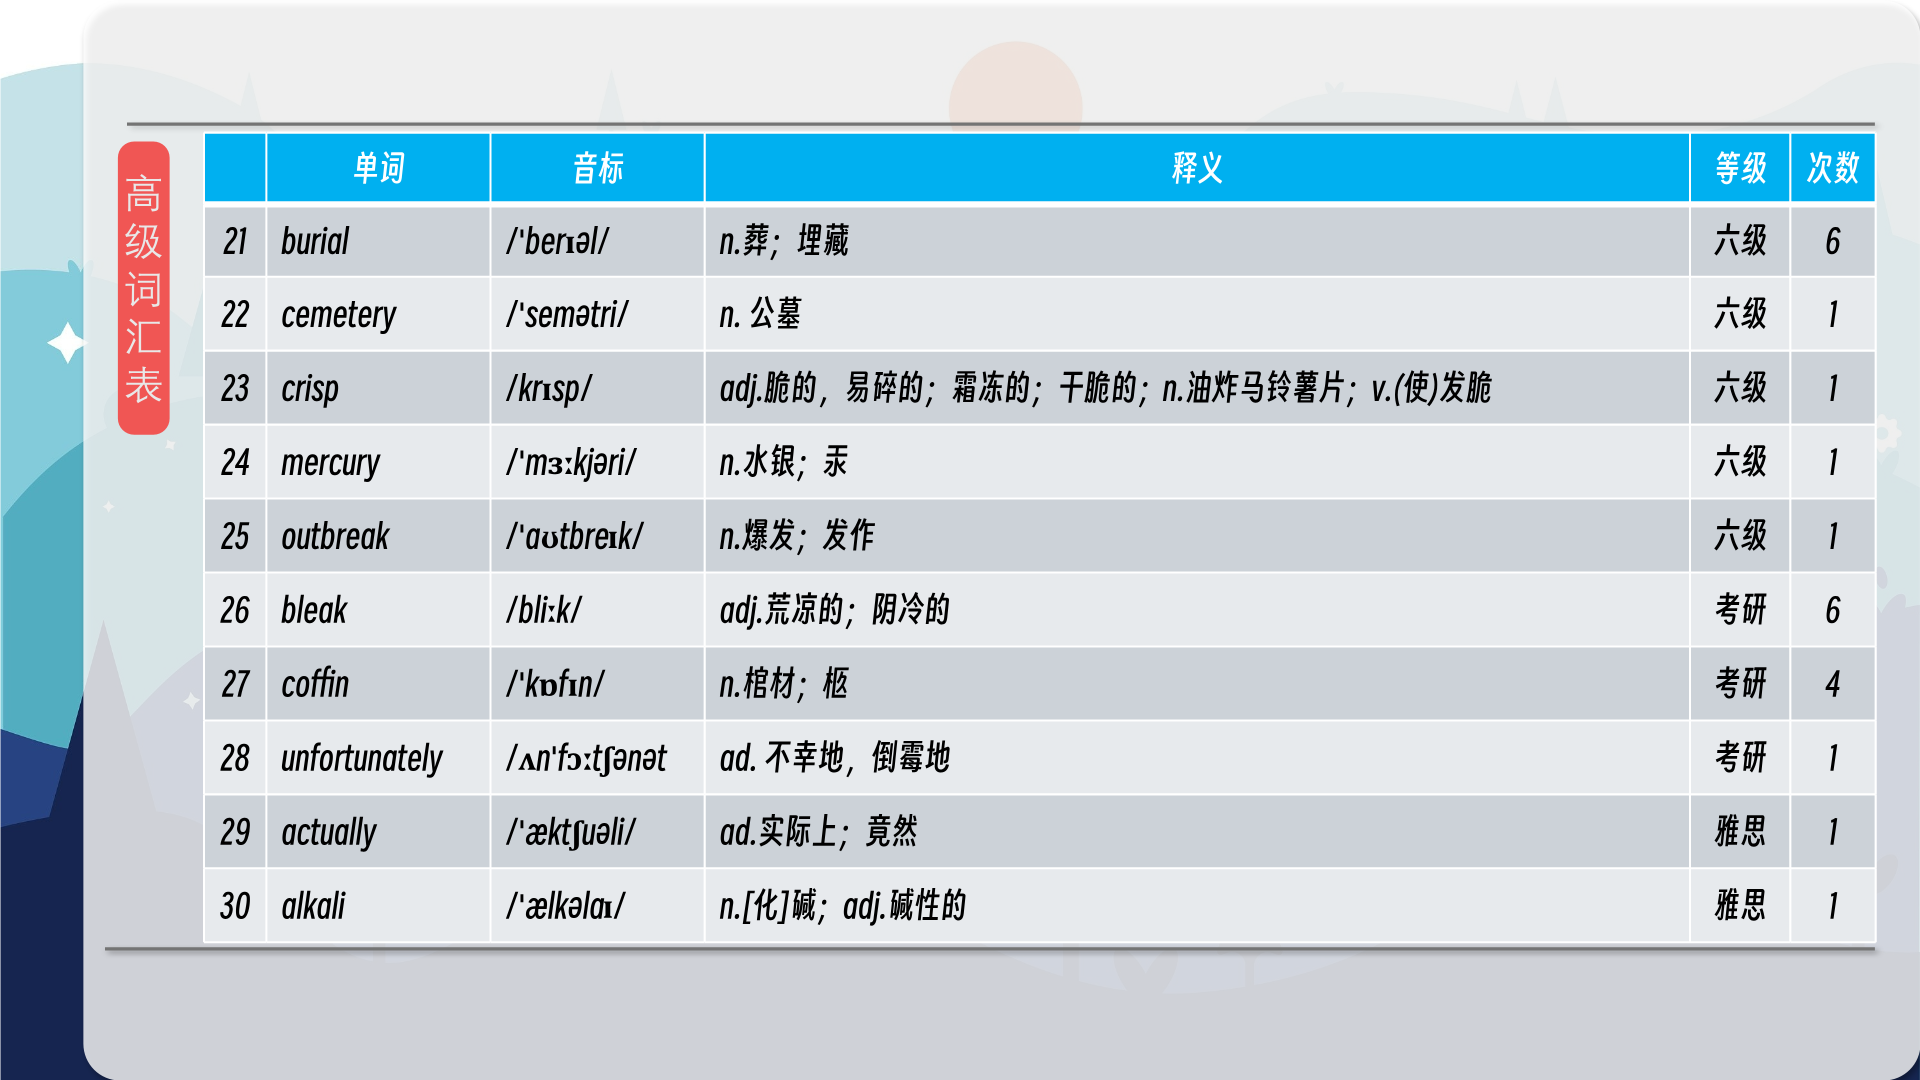 高级词汇表
单词 音标 释义 等级 次数
21 burial /'berɪəl/ n.葬；埋藏 六级 6
22 cemetery /'semətri/ n. 公墓 六级 1
23 crisp /krɪsp/ adj.脆的，易碎的；霜冻的；干脆的；n.油炸马铃薯片；v.(使)发脆 六级 1
24 mercury /'mɜːkjəri/ n.水银；汞 六级 1
25 outbreak /'aʊtbreɪk/ n.爆发；发作 六级 1
26 bleak /bliːk/ adj.荒凉的；阴冷的 考研 6
27 coffin /'kɒfɪn/ n.棺材；柩 考研 4
28 unfortunately /ʌn'fɔːtʃənət ad. 不幸地，倒霉地 考研 1
29 actually /'æktʃuəli/ ad.实际上；竟然 雅思 1
30 alkali /'ælkəlaɪ/ n.[化]碱；adj.碱性的 雅思 1